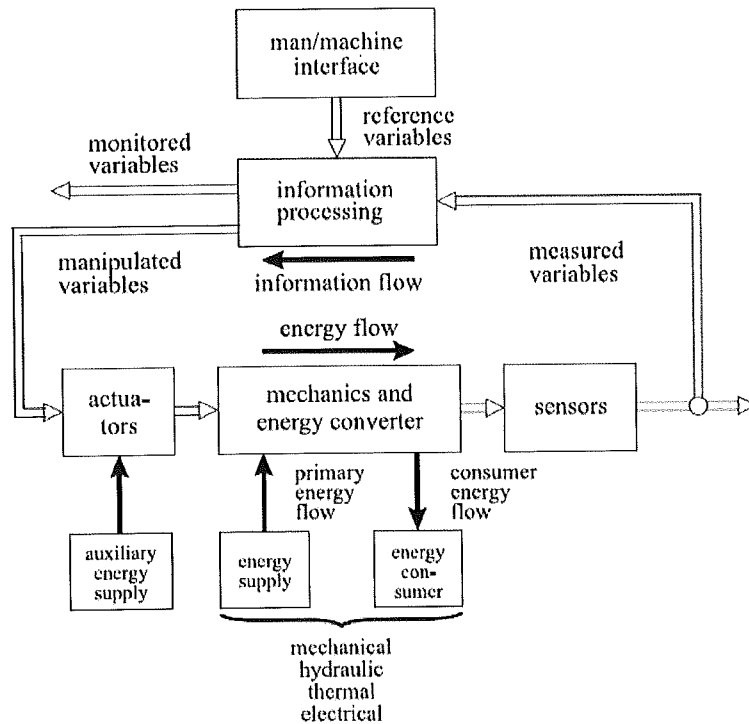 man/machine
interface
reference
variables
monitored
variables
information
processing
manipulated
variables
information flow
measured
variables
energy flow
actua-
tors
mechanics and
energy converter
sensors
primary
energy
flow
consumer
energy
flow
auxiliary
energy
supply
energy
supply
energy
con-
sumer
mechanical
hydraulic
thermal
electrical